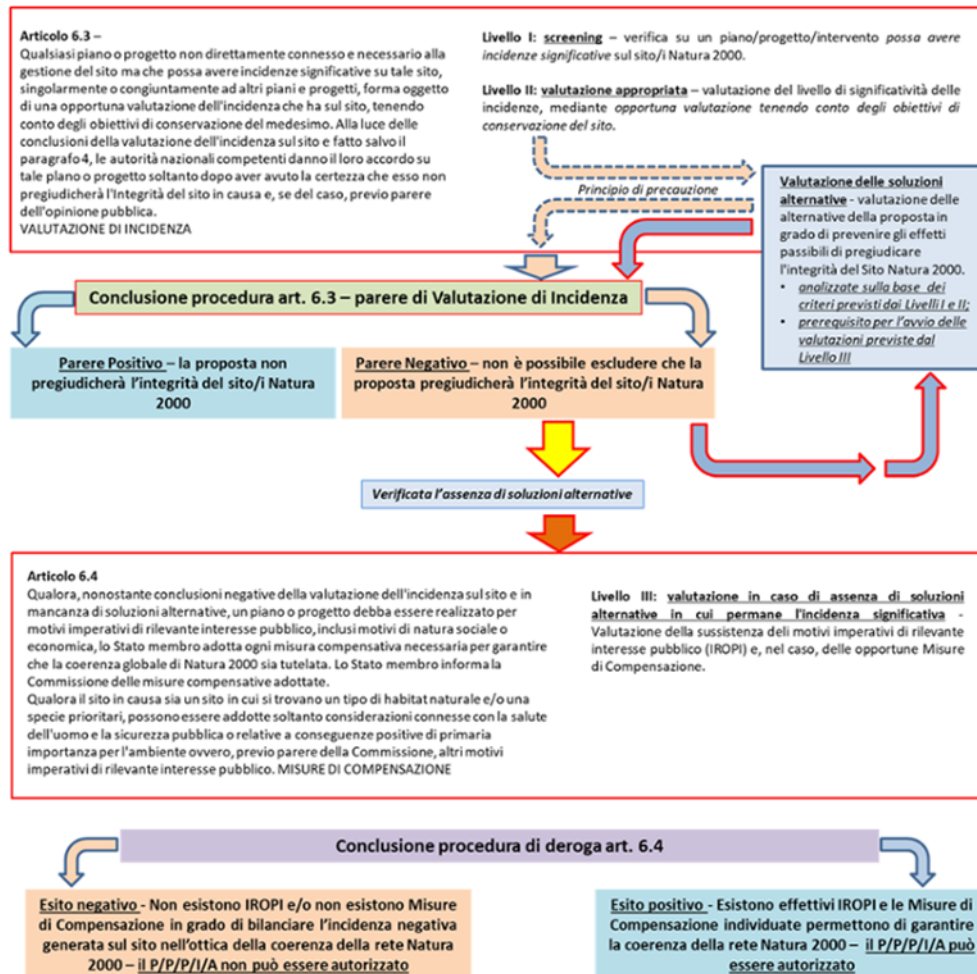 Articolo 6.3 –
Qualsiasi piano o progetto non direttamente connesso e necessario alla
gestione del sito ma che possa avere incidenze significative su tale sito,
singolarmente o congiuntamente ad altri piani e progetti, forma oggetto
di una opportuna valutazione dell'incidenza che ha sul sito, tenendo
conto degli obiettivi di conservazione del medesimo. Alla luce delle
conclusioni della valutazione dell'incidenza sul sito e fatto salvo il
paragrafo 4, le autorità nazionali competenti danno il loro accordo su
tale plano o progetto soltanto dopo aver avuto la certezza che esso non
pregiudicherà l'Integrità del sito in causa e, se del caso, previo parere
dell'opinione pubblica.
VALUTAZIONE DI INCIDENZA
Livello I: screening – verifica su un piano/progetto/intervento possa avere
incidenze significative sul sito/i Natura 2000.
Livello II: valutazione appropriata – valutazione del livello di significatività delle
incidenze, mediante opportuna valutazione tenendo conto degli obiettivi di
conservazione del sito.
Principio di precauzione
Valutazione delle soluzioni
alternative - valutazione delle
alternative della proposta in
grado di prevenire gli effetti
passibili di pregiudicare
l'integrità del Sito Natura 2000.
• analizzate sulla base dei
criteri previsti dai Livelli I e II;
• prerequisito per l'avvio delle
valutazioni previste dal
Livello III
Conclusione procedura art. 6.3 – parere di Valutazione di Incidenza
Parere Positivo – la proposta non
pregiudicherà l'integrità del sito/i Natura
2000
Parere Negativo – non è possibile escludere che la
proposta pregiudicherà l'integrità del sito/i Natura
2000
Verificata l'assenza di soluzioni alternative
Articolo 6.4
Qualora, nonostante conclusioni negative della valutazione dell'incidenza sul sito e in
mancanza di soluzioni alternative, un piano o progetto debba essere realizzato per
motivi imperativi di rilevante interesse pubblico, inclusi motivi di natura sociale o
economica, lo Stato membro adotta ogni misura compensativa necessaria per garantire
che la coerenza globale di Natura 2000 sia tutelata. Lo Stato membro informa la
Commissione delle misure compensative adottate.
Qualora il sito in causa sia un sito in cui si trovano un tipo di habitat naturale e/o una
specie prioritari, possono essere addotte soltanto considerazioni connesse con la salute
dell'uomo e la sicurezza pubblica o relative a conseguenze positive di primaria
importanza per l'ambiente ovvero, previo parere della Commissione, altri motivi
imperativi di rilevante interesse pubblico. MISURE DI COMPENSAZIONE
Livello III: valutazione in caso di assenza di soluzioni
alternative in cui permane l'incidenza significativa -
Valutazione della sussistenza deli motivi imperativi di rilevante
interesse pubblico (IROPI) e, nel caso, delle opportune Misure
di Compensazione.
Conclusione procedura di deroga art. 6.4
Esito negativo - Non esistono IROPI e/o non esistono Misure
di Compensazione in grado di bilanciare l'incidenza negativa
generata sul sito nell'ottica della coerenza della rete Natura
2000 – il P/P/P/I/A non può essere autorizzato
Esito positivo - Esistono effettivi IROPI e le Misure di
Compensazione individuate permettono di garantire
la coerenza della rete Natura 2000 – il P/P/P/I/A può
essere autorizzato